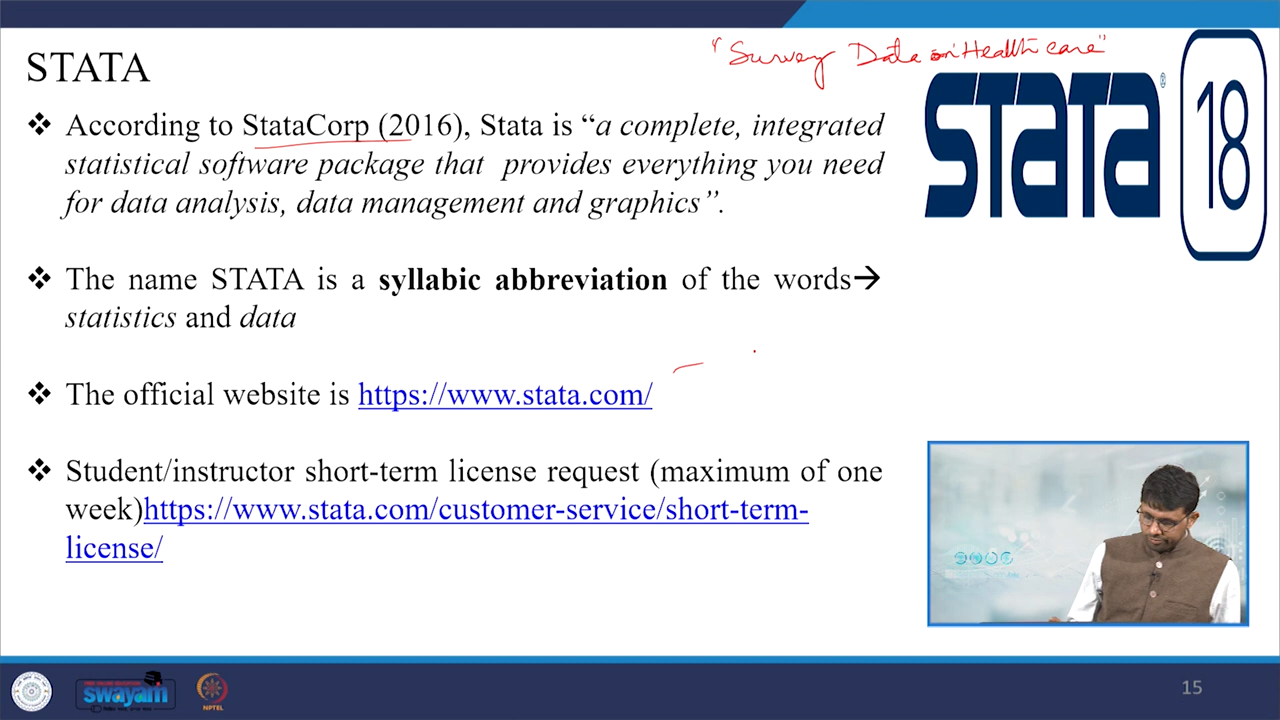 "Survey Data on Healthcare"
STATA
❖ According to StataCorp (2016), Stata is “a complete, integrated
statistical software package that provides everything you need
for data analysis, data management and graphics”.
STATA®
18
❖ The name STATA is a syllabic abbreviation of the words→
statistics and data
❖ The official website is https://www.stata.com/
❖ Student/instructor short-term license request (maximum of one
week)https://www.stata.com/customer-service/short-term-
license/
swayam
NPTEL
15